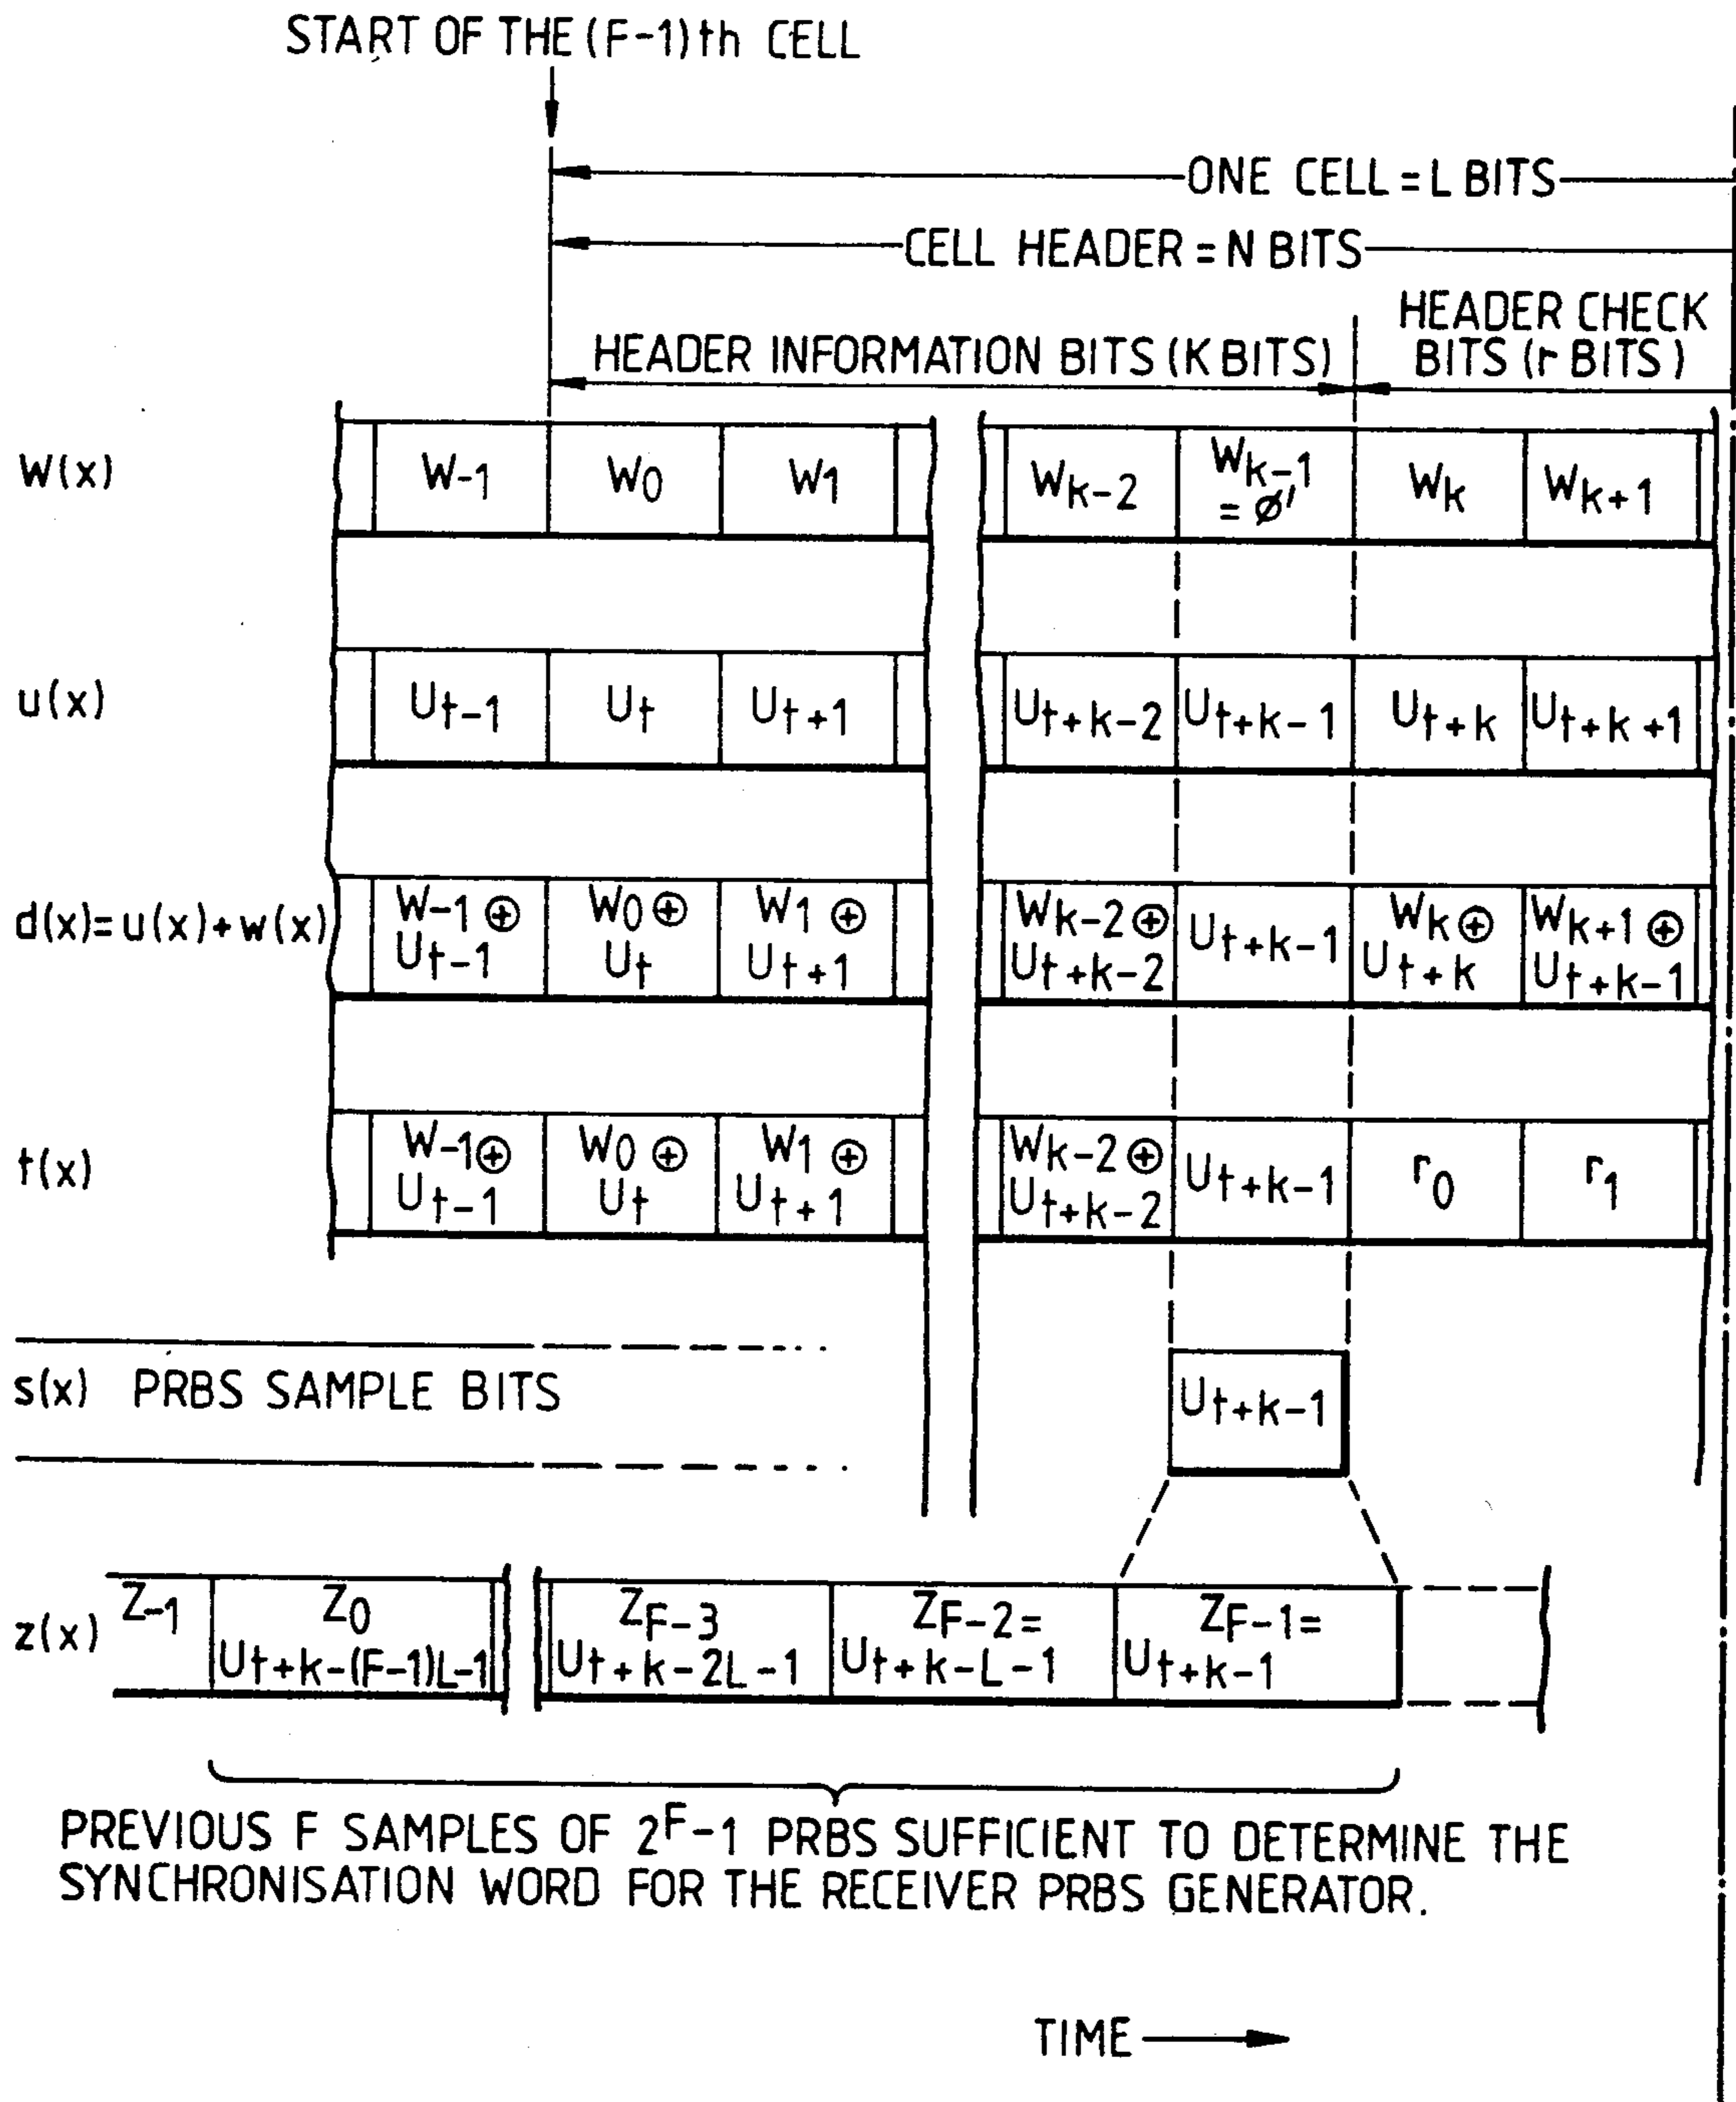 START OF THE (F-1)th CELL
ONE CELL = L BITS
CELL HEADER = N BITS
HEADER INFORMATION BITS (K BITS)
HEADER CHECK
BITS (r BITS)
W(x) W-1 W0 W1 Wk-2 Wk-1 = ø' Wk Wk+1
u(x) Ut-1 Ut Ut+1 Ut+k-2 Ut+k-1 Ut+k Ut+k+1
d(x)=u(x)+w(x) W-1 ⊕ W0 ⊕ W1 ⊕ Wk-2 ⊕ Ut+k-1 Wk ⊕ Wk+1 ⊕
Ut-1 Ut Ut+1 Ut+k-2 Ut+k Ut+k-1
t(x) W-1 ⊕ W0 ⊕ W1 ⊕ Wk-2 ⊕ Ut+k-1 r0 r1
Ut-1 Ut Ut+1 Ut+k-2
s(x) PRBS SAMPLE BITS Ut+k-1
z(x) Z-1 Z0 ZF-3 ZF-2= ZF-1=
Ut+k-(F-1)L-1 Ut+k-2L-1 Ut+k-L-1 Ut+k-1
PREVIOUS F SAMPLES OF 2F-1 PRBS SUFFICIENT TO DETERMINE THE
SYNCHRONISATION WORD FOR THE RECEIVER PRBS GENERATOR.
TIME